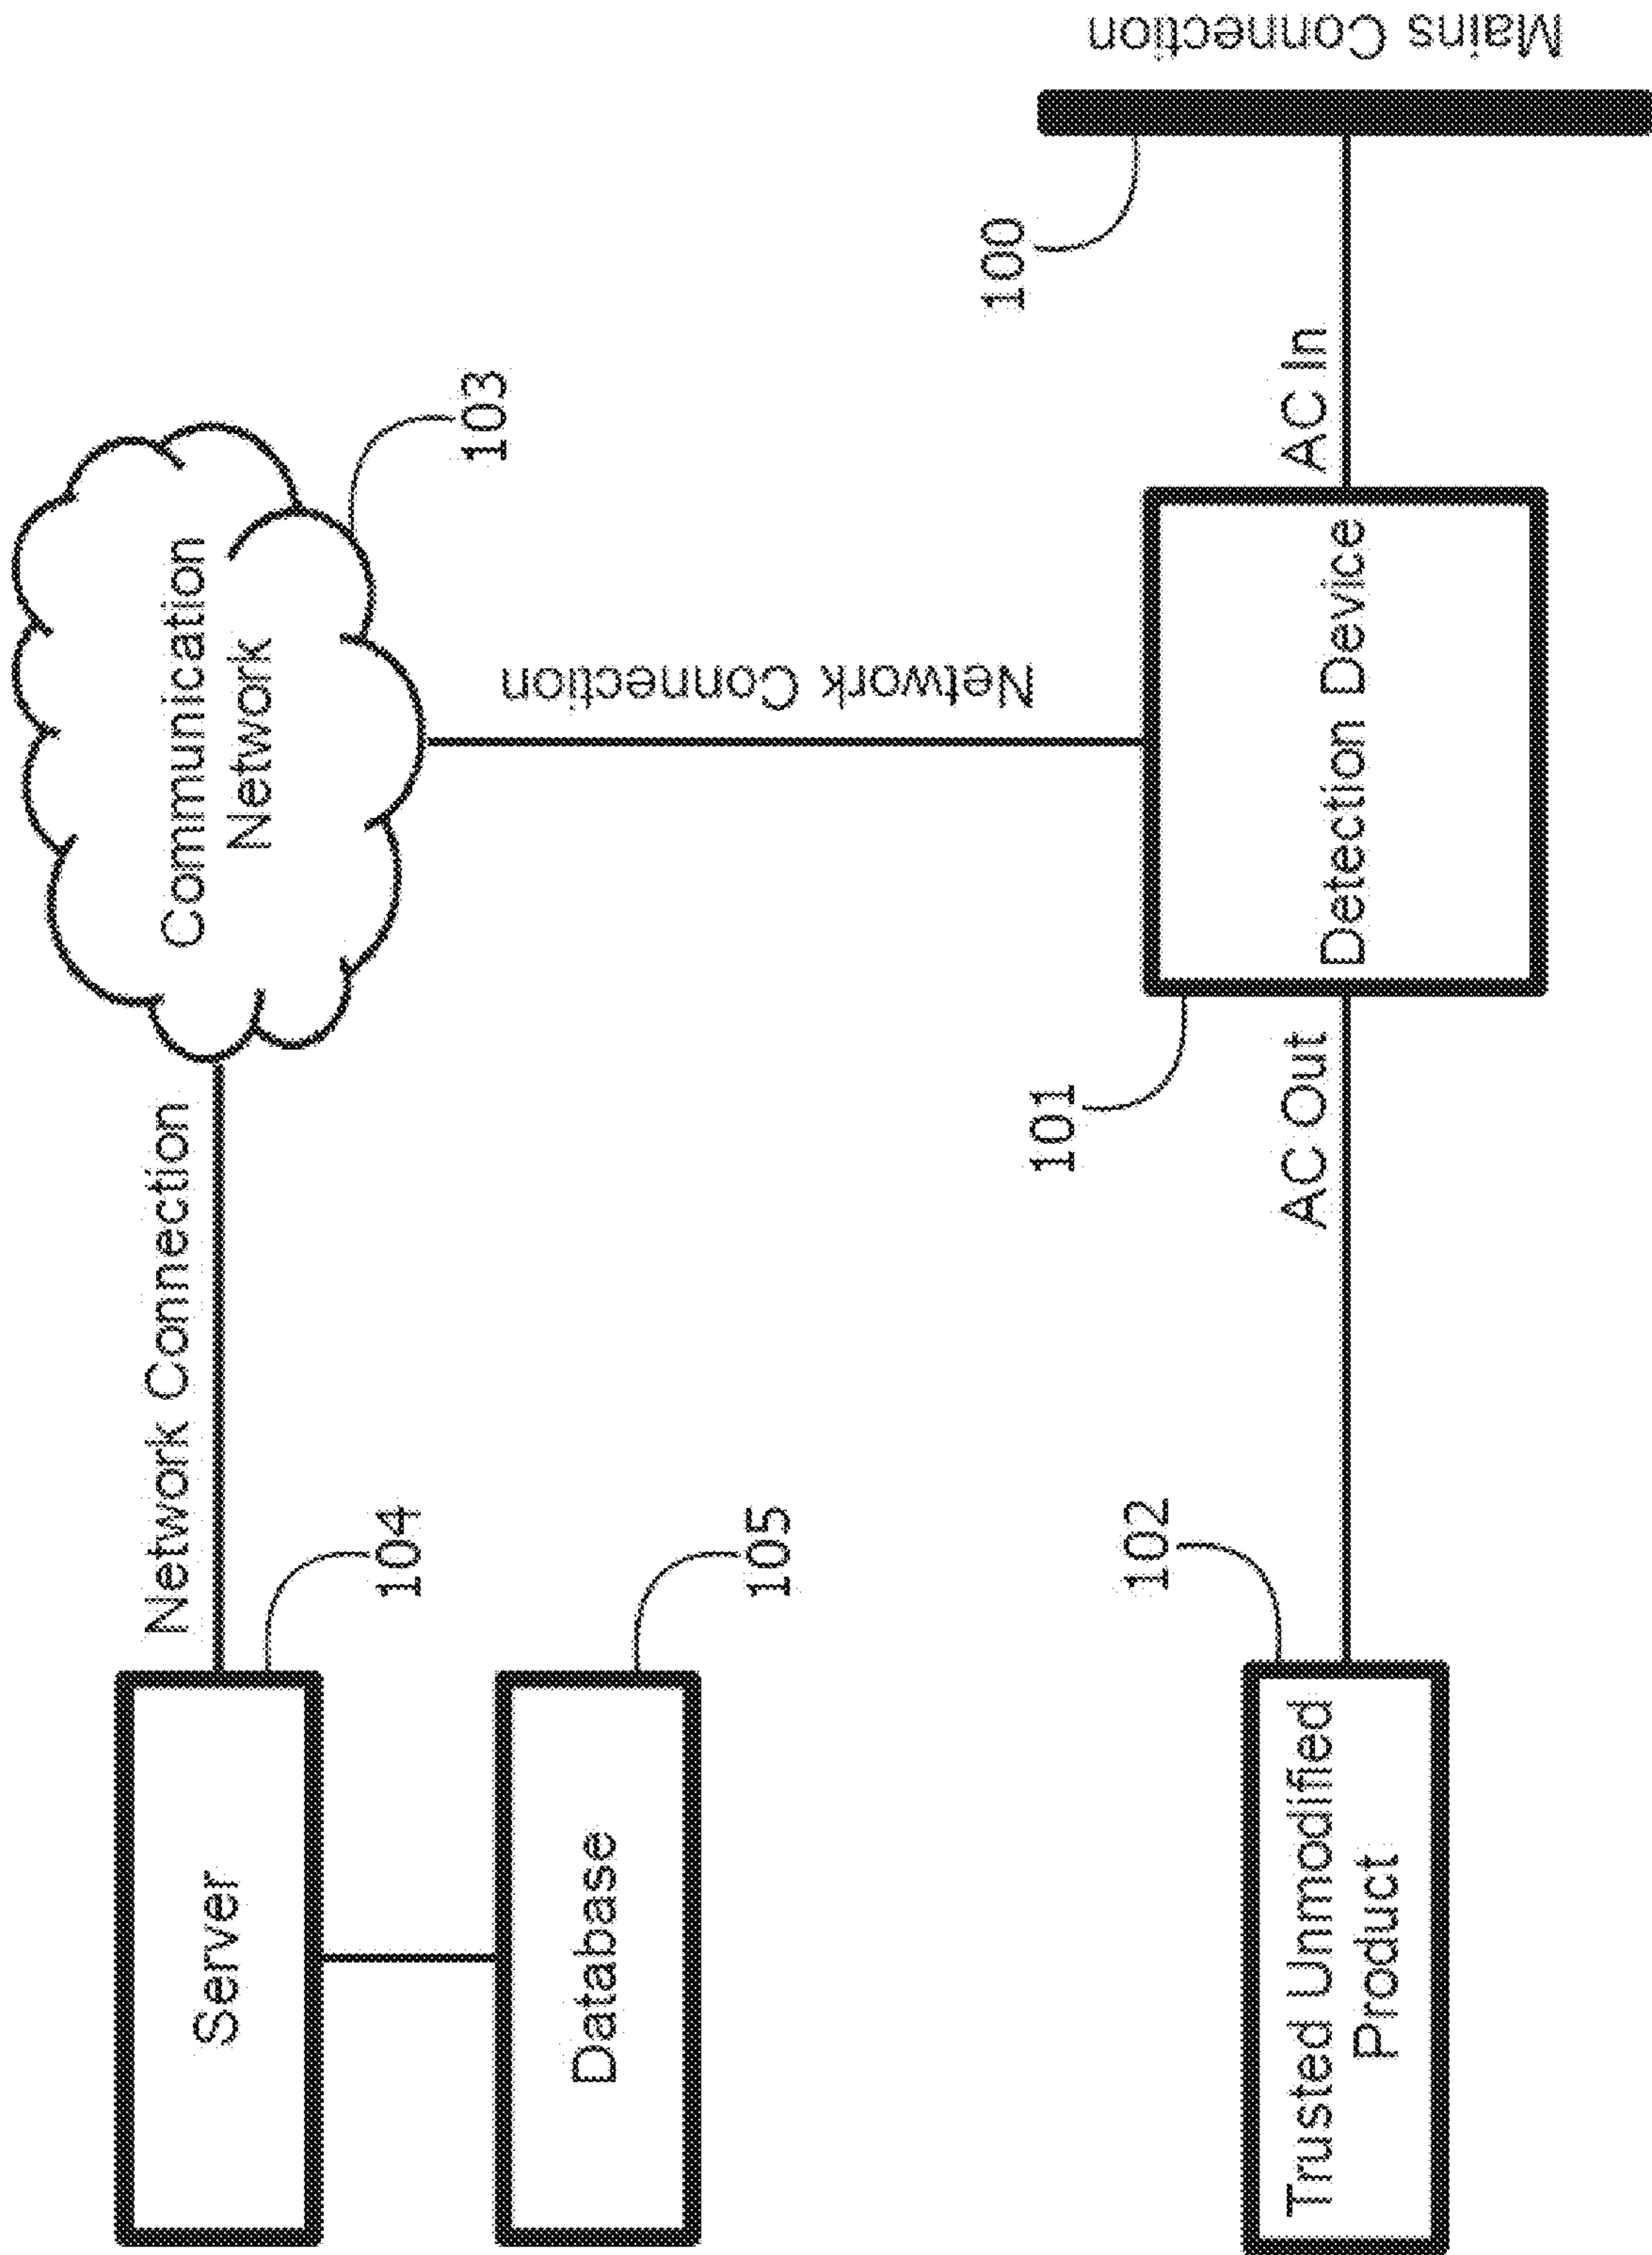 Server
104
Database
105
Network Connection
Communication
Network
103
Network Connection
Trusted Unmodified
Product
102
AC Out
101
Detection Device
AC In
100
Mains Connection